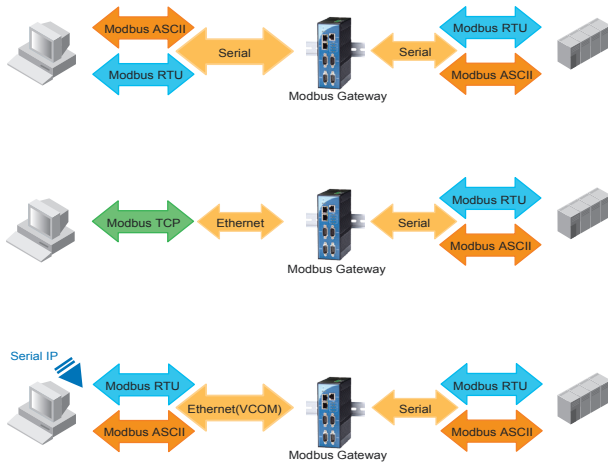 Modbus ASCII
Modbus RTU
Serial
Modbus Gateway
Serial
Modbus RTU
Modbus ASCII
Modbus TCP
Ethernet
Modbus Gateway
Serial
Modbus RTU
Modbus ASCII
Serial IP
Modbus RTU
Modbus ASCII
Ethernet(VCOM)
Modbus Gateway
Serial
Modbus RTU
Modbus ASCII